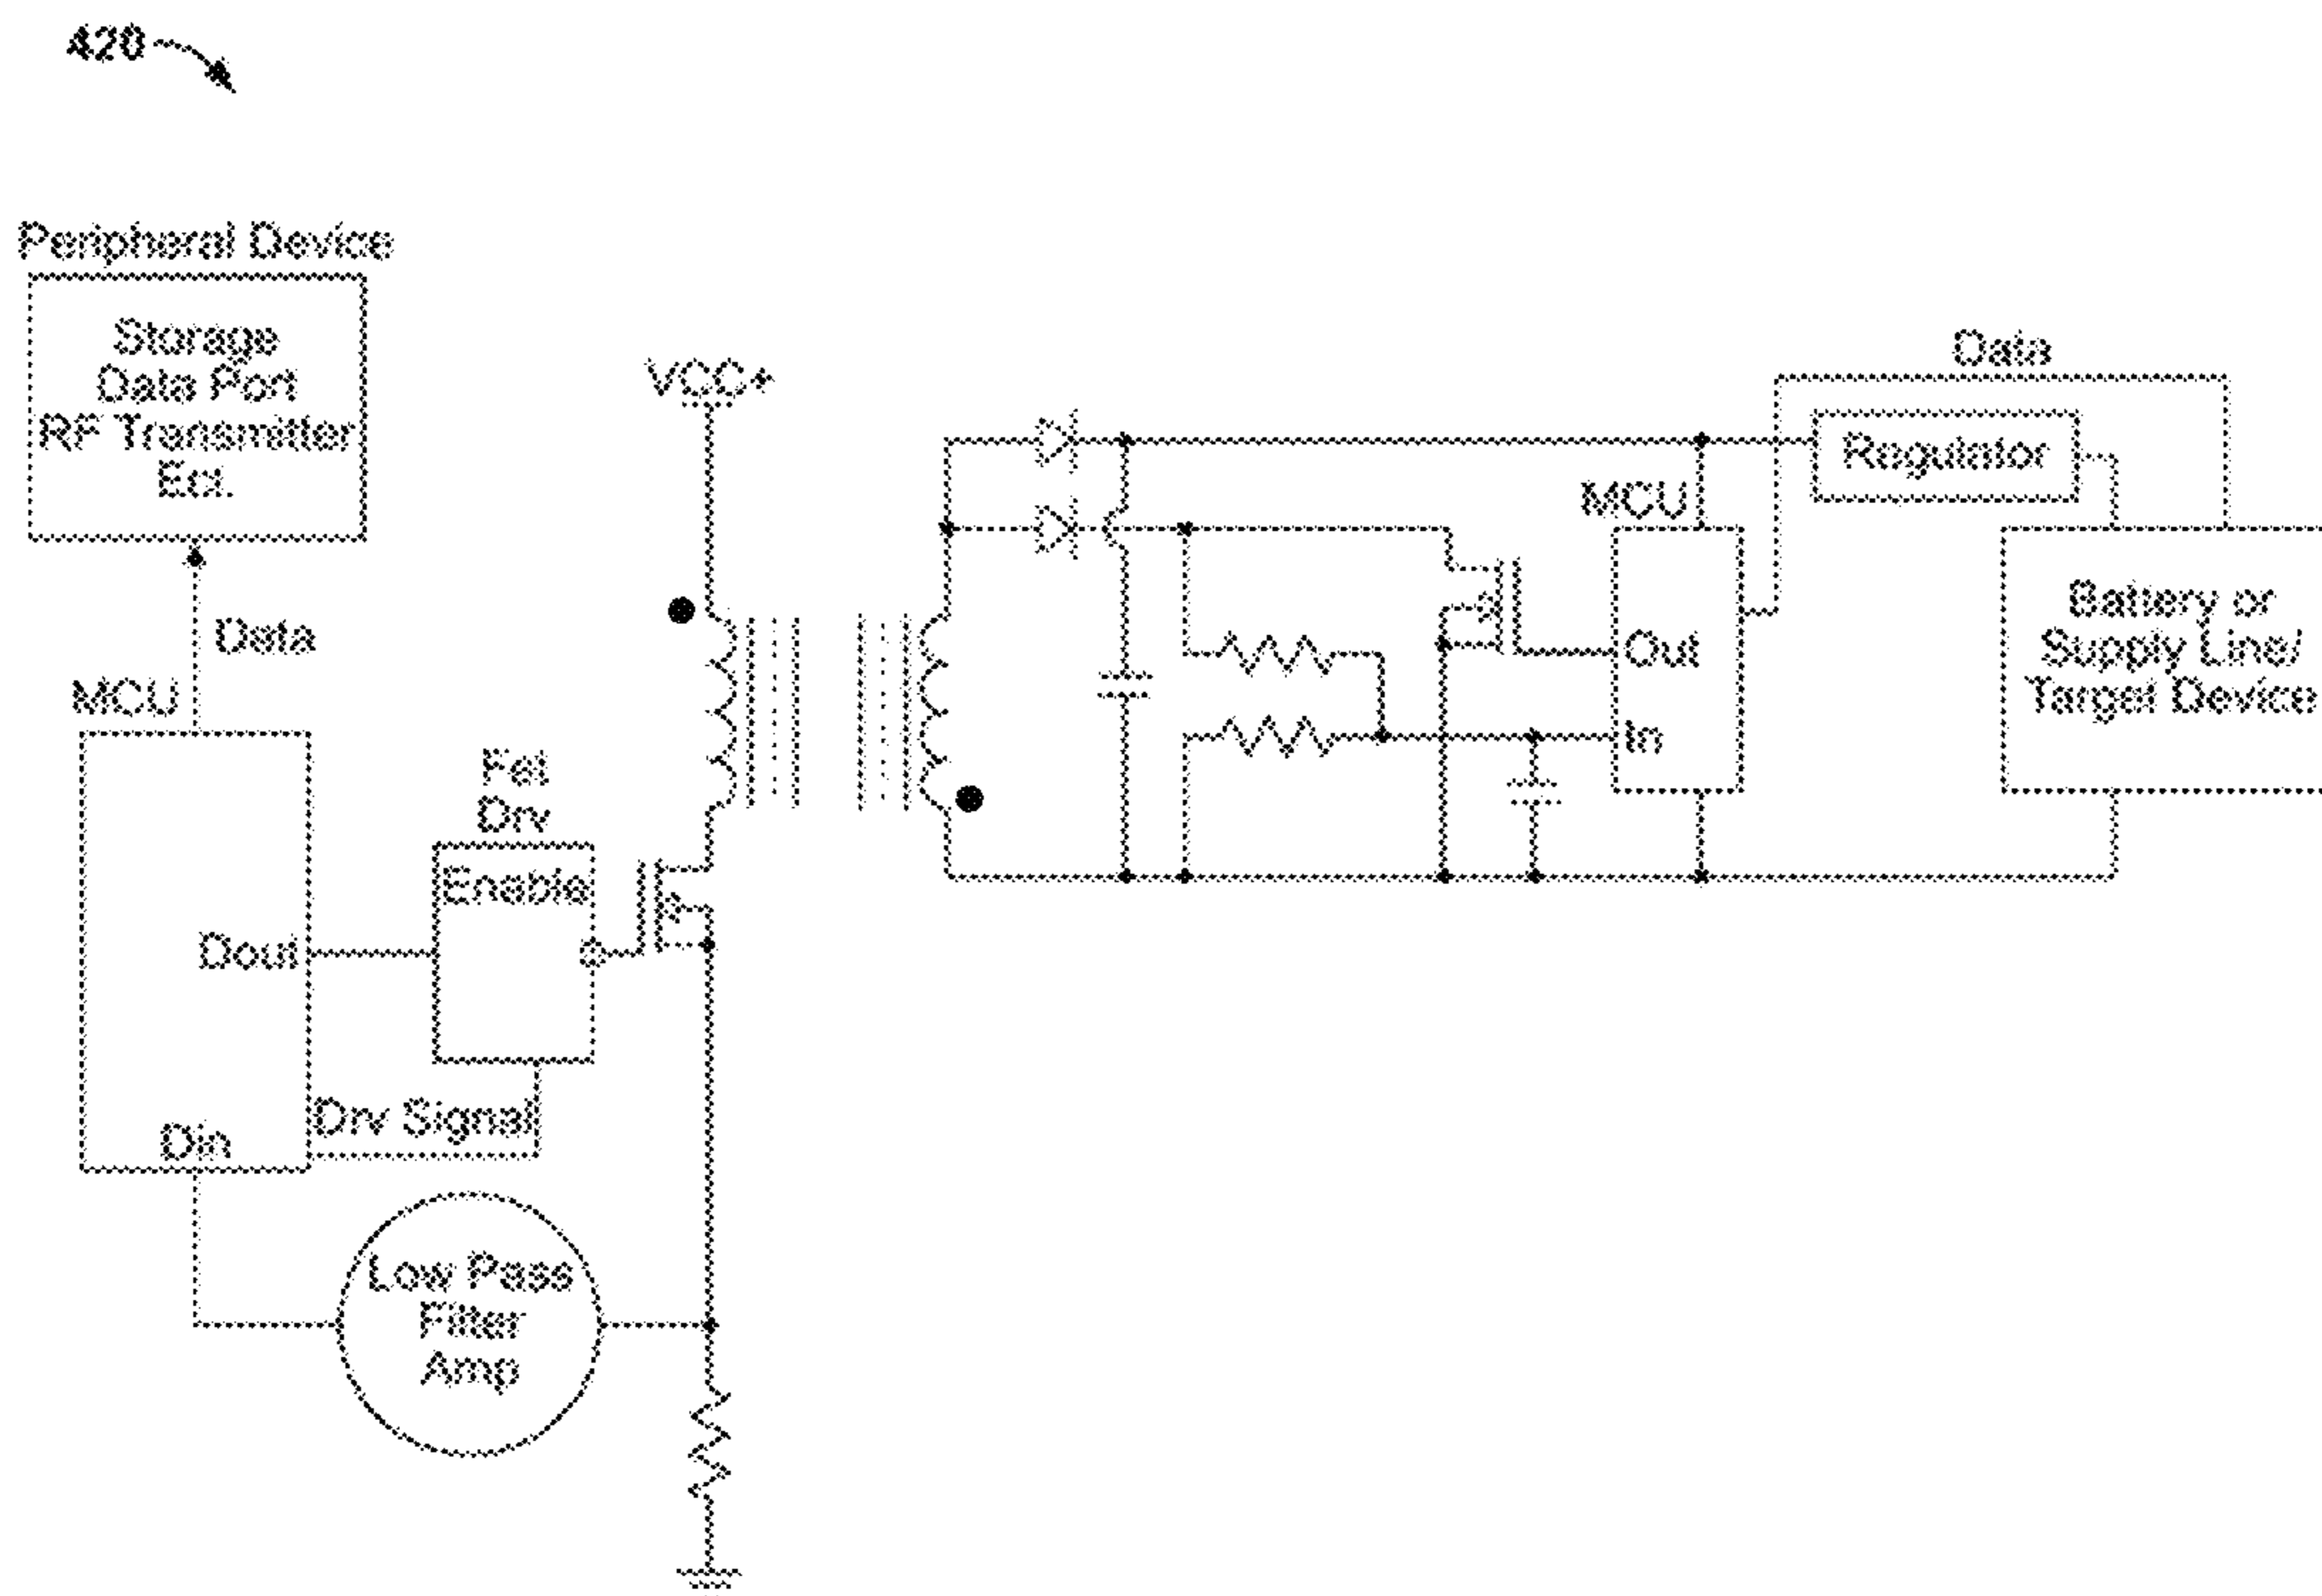 420
Peripheral Device
Storage
Data Port
RF Transmitter
Ect.
Data
MCU
Dout
Din
Fet
Drv
Enable
Drv Signal
Low Pass
Filter
Amp
VCC+
MCU
Out
In
Data
Regulator
Battery or
Supply Line/
Target Device